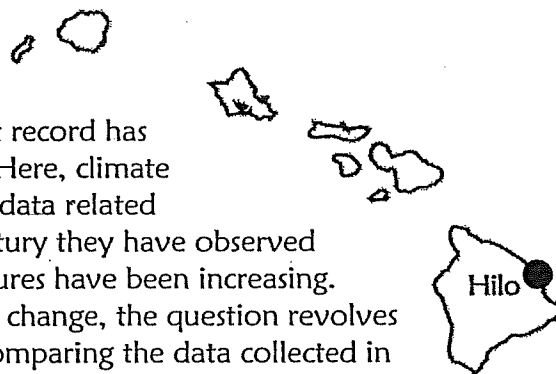 record has
Here, climate
data related
tury they have observed
ures have been increasing.
Hilo
change, the question revolves
omparing the data collected in